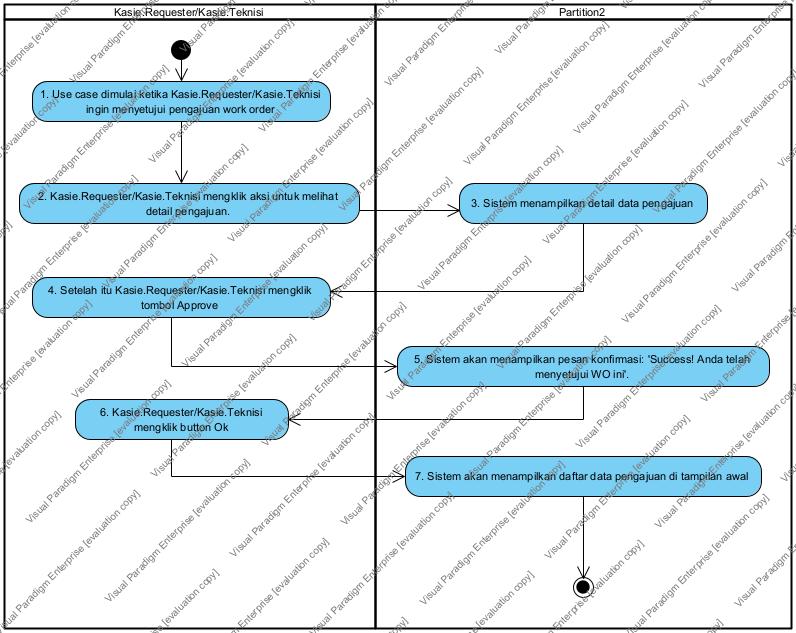 Kasie.Requester/Kasie.Teknisi
Partition2
1. Use case dimulai ketika Kasie.Requester/Kasie.Teknisi
ingin menyetujui pengajuan work order
2. Kasie.Requester/Kasie.Teknisi mengklik aksi untuk melihat
detail pengajuan.
3. Sistem menampilkan detail data pengajuan
4. Setelah itu Kasie.Requester/Kasie.Teknisi mengklik
tombol Approve
5. Sistem akan menampilkan pesan konfirmasi: 'Success! Anda telah
menyetujui WO ini'.
6. Kasie.Requester/Kasie.Teknisi
mengklik button Ok
7. Sistem akan menampilkan daftar data pengajuan di tampilan awal
Visual Paradigm Enterprise [evaluation copy]